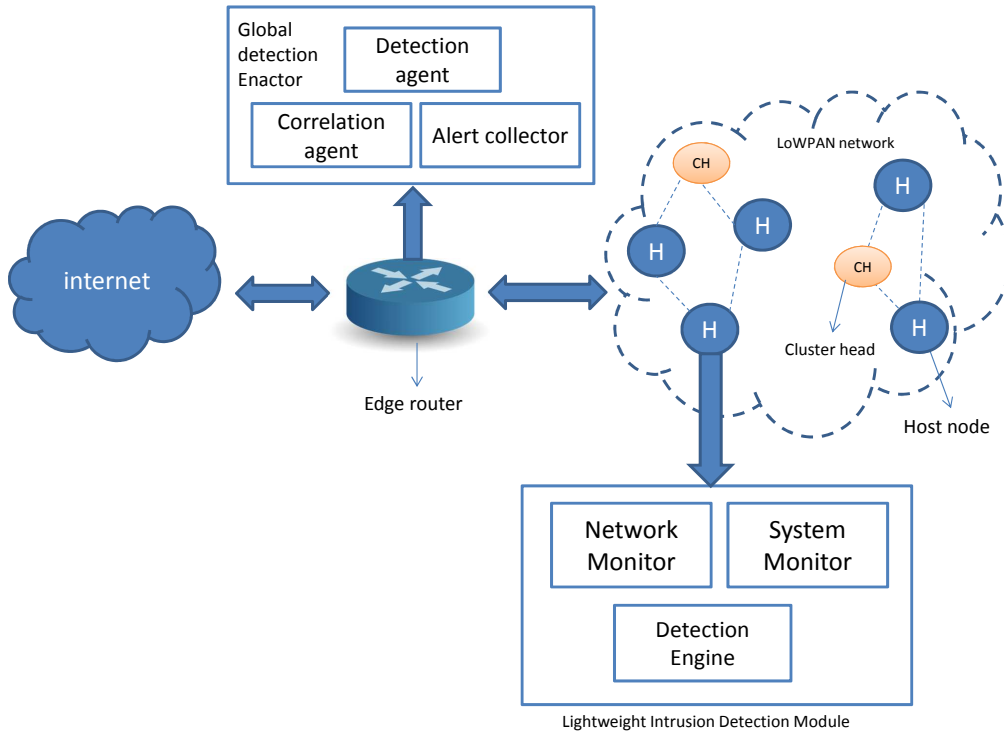 Global
detection
Enactor
Detection
agent
Correlation
agent
Alert collector
LoWPAN network
CH
H
H
H
internet
CH
H
H
Cluster head
Edge router
Host node
Network
Monitor
System
Monitor
Detection
Engine
Lightweight Intrusion Detection Module